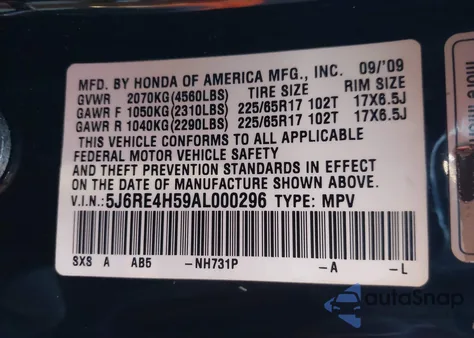 MFD. BY HONDA OF AMERICA MFG., INC. 09/'09
GVWR 2070KG(4560LBS) TIRE SIZE RIM SIZE
GAWR F 1050KG(2310LBS) 225/65R17 102T 17X6.5J
GAWR R 1040KG(2290LBS) 225/65R17 102T 17X6.5J
THIS VEHICLE CONFORMS TO ALL APPLICABLE
FEDERAL MOTOR VEHICLE SAFETY
AND THEFT PREVENTION STANDARDS IN EFFECT
ON THE DATE OF MANUFACTURE SHOWN ABOVE.
V.I.N.: 5J6RE4H59AL000296 TYPE: MPV
SXS A AB5 -NH731P -A -L
autoSnap